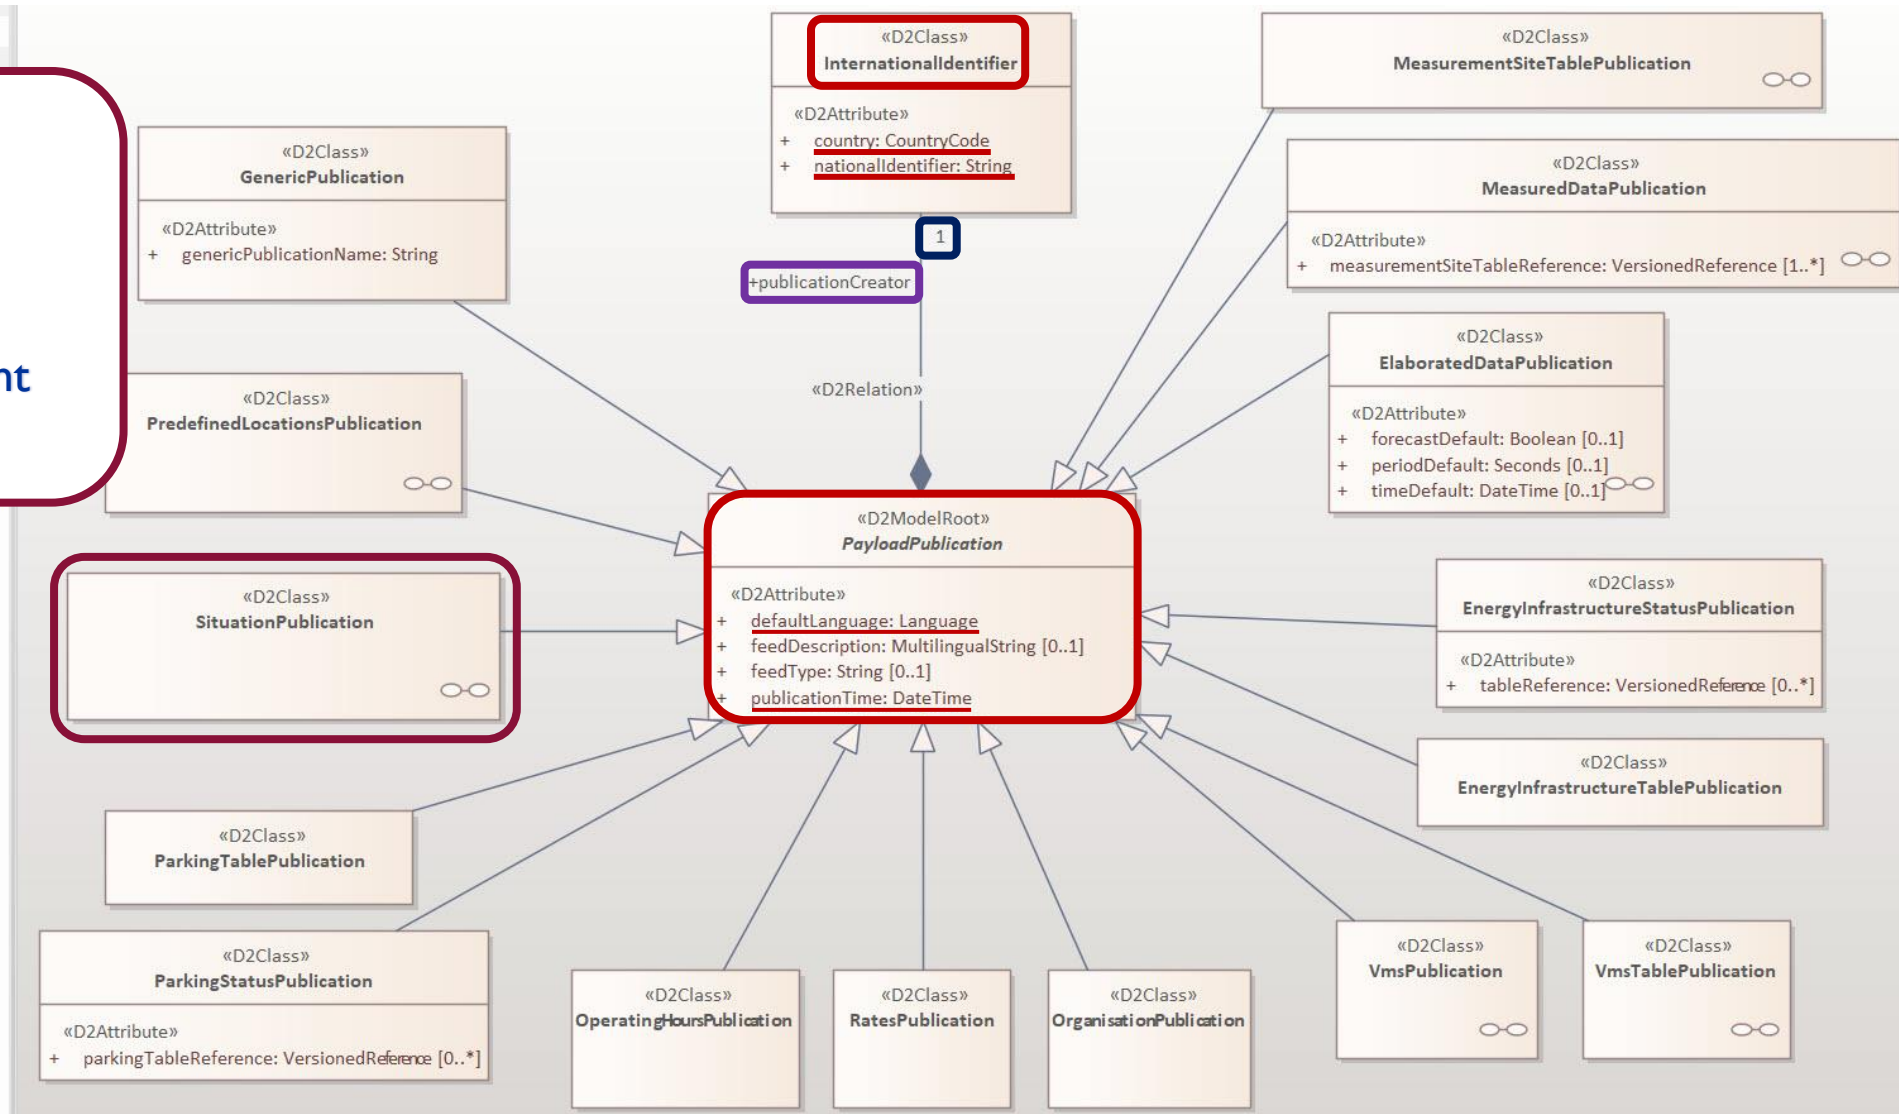 «D2Class»
InternationalIdentifier
«D2Attribute»
+ country: CountryCode
+ nationalIdentifier: String
«D2Class»
MeasurementSiteTablePublication
«D2Class»
GenericPublication
«D2Attribute»
+ genericPublicationName: String
«D2Class»
MeasuredDataPublication
«D2Attribute»
+ measurementSiteTableReference: VersionedReference [1..*]
1
+publicationCreator
«D2Relation»
«D2Class»
ElaboratedDataPublication
«D2Attribute»
+ forecastDefault: Boolean [0..1]
+ periodDefault: Seconds [0..1]
+ timeDefault: DateTime [0..1]
nt
«D2Class»
PredefinedLocationsPublication
«D2ModelRoot»
PayloadPublication
«D2Attribute»
+ defaultLanguage: Language
+ feedDescription: MultilingualString [0..1]
+ feedType: String [0..1]
+ publicationTime: DateTime
«D2Class»
SituationPublication
«D2Class»
EnergyInfrastructureStatusPublication
«D2Attribute»
+ tableReference: VersionedReference [0..*]
«D2Class»
EnergyInfrastructureTablePublication
«D2Class»
ParkingTablePublication
«D2Class»
ParkingStatusPublication
«D2Attribute»
+ parkingTableReference: VersionedReference [0..*]
«D2Class»
OperatingHoursPublication
«D2Class»
RatesPublication
«D2Class»
OrganisationPublication
«D2Class»
VmsPublication
«D2Class»
VmsTablePublication